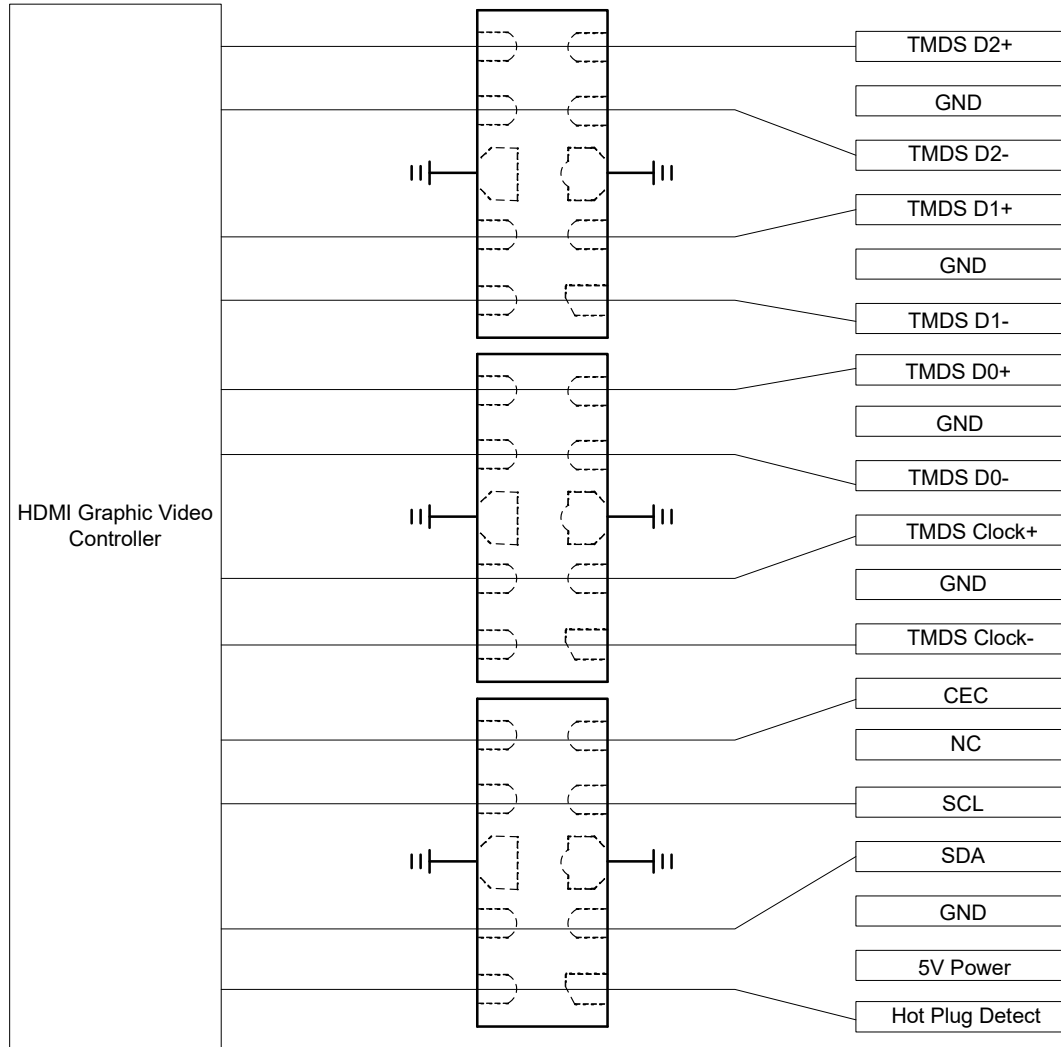 HDMI Graphic Video
Controller
TMDS D2+
GND
TMDS D2-
TMDS D1+
GND
TMDS D1-
TMDS D0+
GND
TMDS D0-
TMDS Clock+
GND
TMDS Clock-
CEC
NC
SCL
SDA
GND
5V Power
Hot Plug Detect